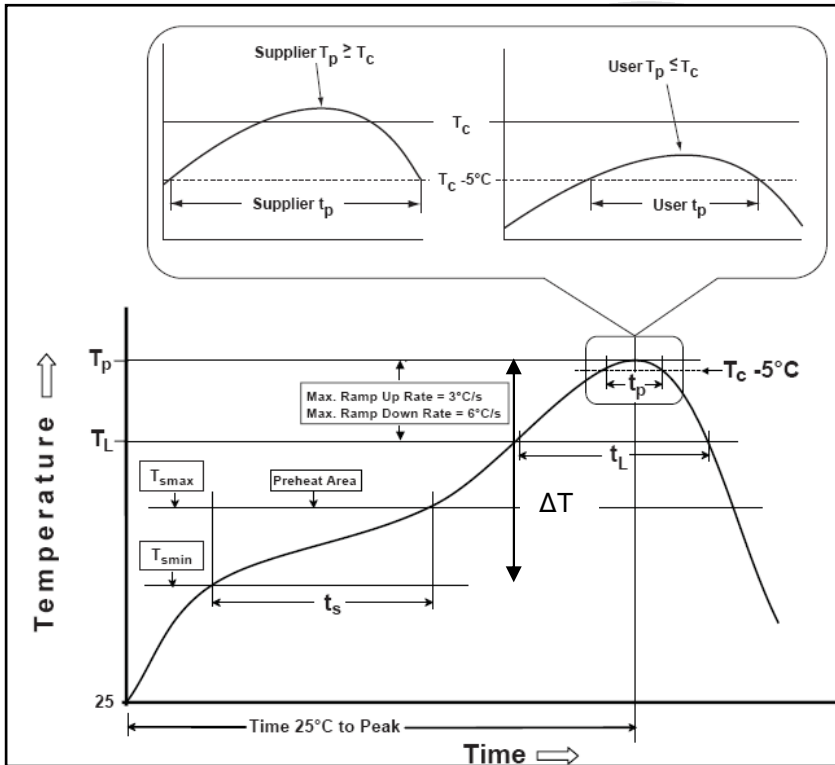 Supplier Tp ≥ Tc
User Tp ≤ Tc
Tc
Tc -5°C
Supplier tp
User tp
Tp
Tc -5°C
tp
Max. Ramp Up Rate = 3°C/s
Max. Ramp Down Rate = 6°C/s
TL
tL
Tsmax
Preheat Area
ΔT
Tsmin
ts
Temperature
25
Time 25°C to Peak
Time